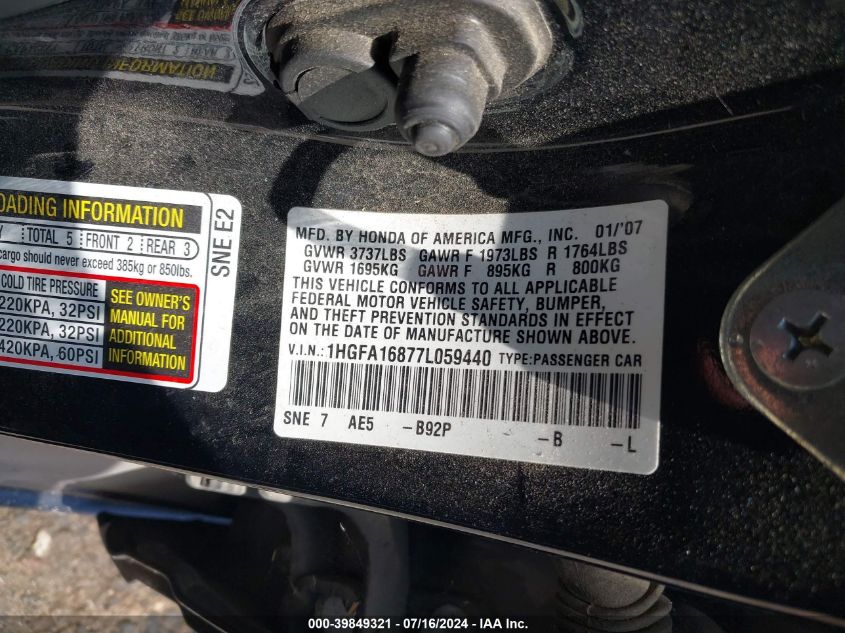 OADING INFORMATION
TOTAL 5 FRONT 2 REAR 3
cargo should never exceed 385kg or 850lbs.
COLD TIRE PRESSURE
220KPA, 32PSI
220KPA, 32PSI
420KPA, 60PSI
SEE OWNER'S
MANUAL FOR
ADDITIONAL
INFORMATION
SNE E2
MFD. BY HONDA OF AMERICA MFG., INC. 01/'07
GVWR 3737LBS GAWR F 1973LBS R 1764LBS
GVWR 1695KG GAWR F 895KG R 800KG
THIS VEHICLE CONFORMS TO ALL APPLICABLE
FEDERAL MOTOR VEHICLE SAFETY, BUMPER,
AND THEFT PREVENTION STANDARDS IN EFFECT
ON THE DATE OF MANUFACTURE SHOWN ABOVE.
V.I.N.: 1HGFA16877L059440 TYPE:PASSENGER CAR
SNE 7 AE5 -B92P -B -L
000-39849321 - 07/16/2024 - IAA Inc.